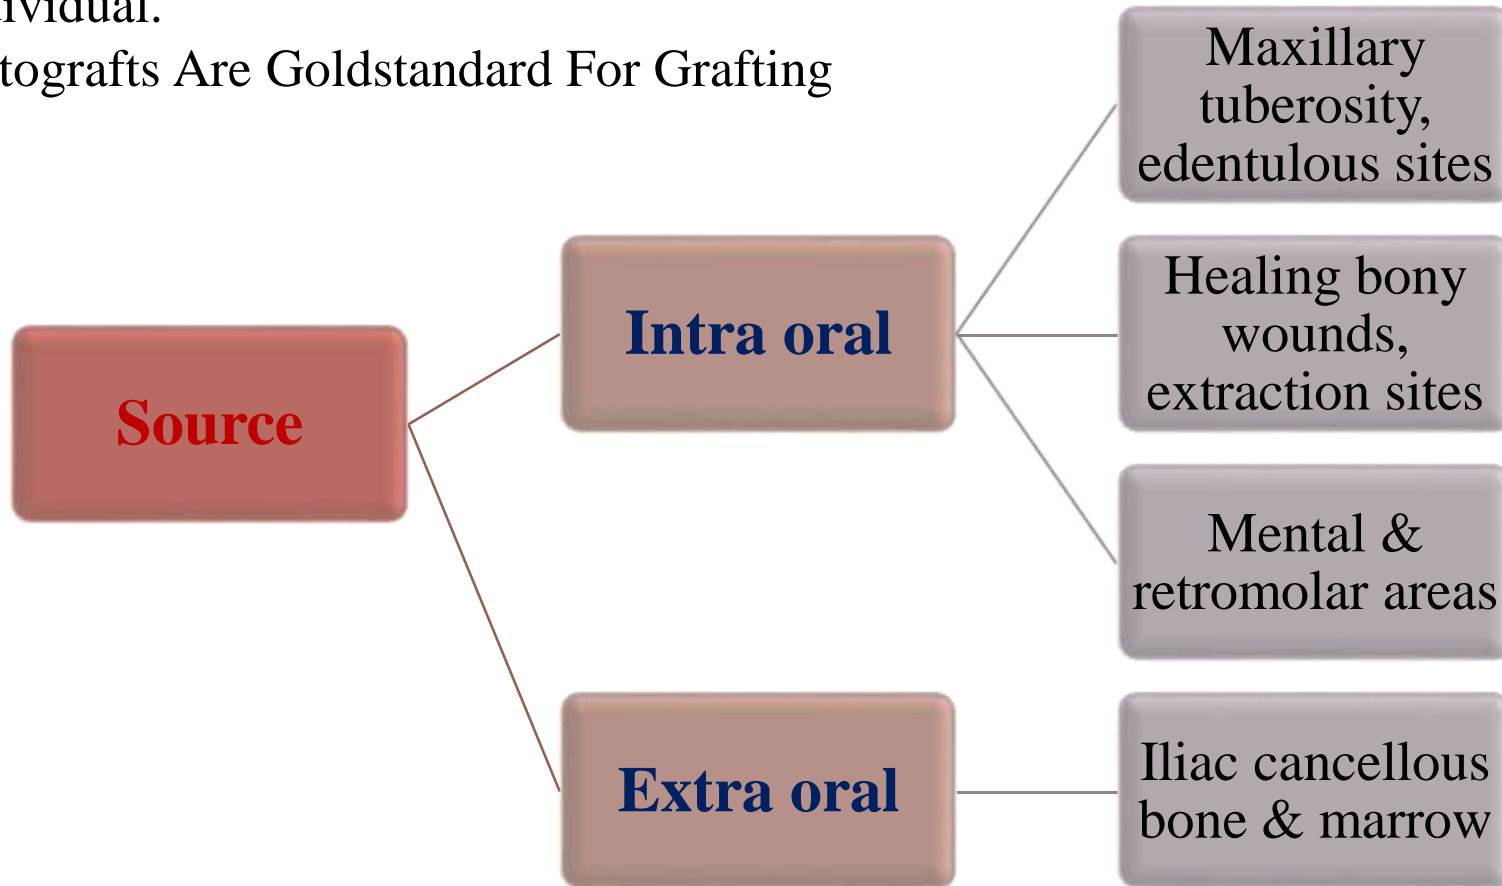 dividual.
tografts Are Goldstandard For Grafting
Source
Intra oral
Maxillary
tuberosity,
edentulous sites
Healing bony
wounds,
extraction sites
Mental &
retromolar areas
Extra oral
Iliac cancellous
bone & marrow